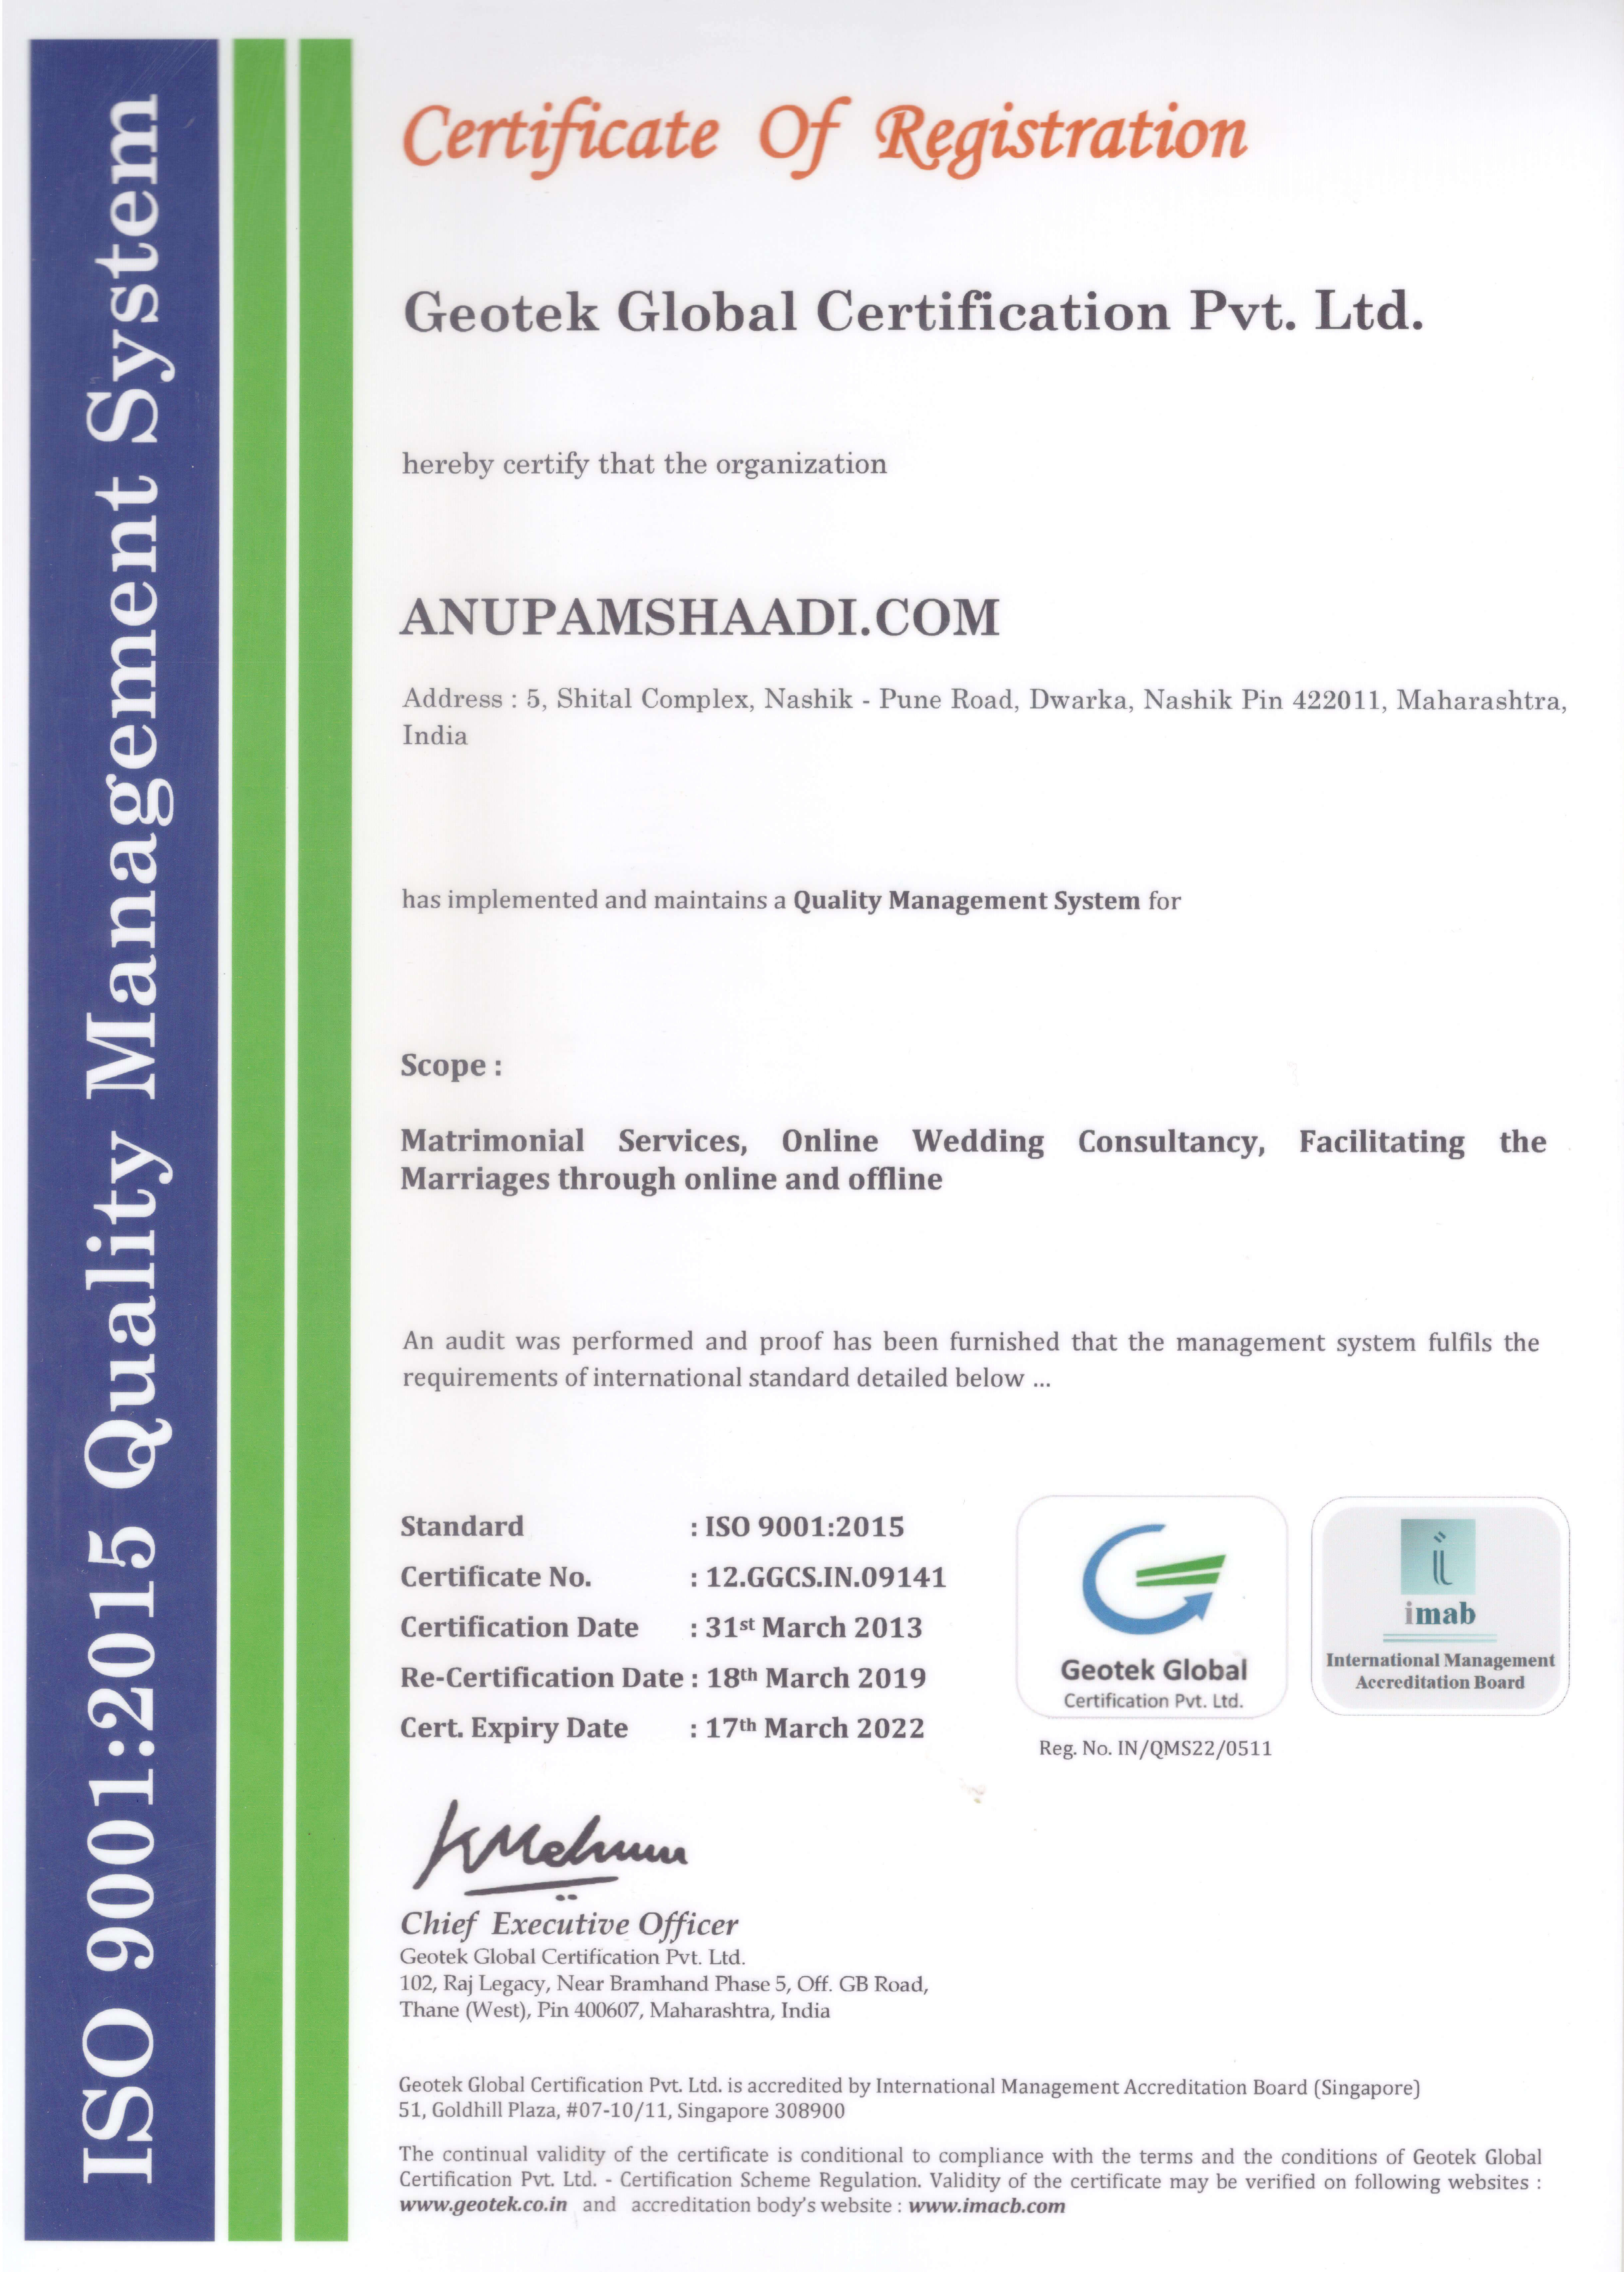 ISO 9001:2015 Quality Management System
Certificate Of Registration
Geotek Global Certification Pvt. Ltd.
hereby certify that the organization
ANUPAMSHAADI.COM
Address : 5, Shital Complex, Nashik - Pune Road, Dwarka, Nashik Pin 422011, Maharashtra,
India
has implemented and maintains a Quality Management System for
Scope :
Matrimonial Services, Online Wedding Consultancy, Facilitating the
Marriages through online and offline
An audit was performed and proof has been furnished that the management system fulfils the
requirements of international standard detailed below ...
Standard : ISO 9001:2015
Certificate No. : 12.GGCS.IN.09141
Certification Date : 31st March 2013
Re-Certification Date : 18th March 2019
Cert. Expiry Date : 17th March 2022
Geotek Global
Certification Pvt. Ltd.
Reg. No. IN/QMS22/0511
imab
International Management
Accreditation Board
Chief Executive Officer
Geotek Global Certification Pvt. Ltd.
102, Raj Legacy, Near Bramhand Phase 5, Off. GB Road,
Thane (West), Pin 400607, Maharashtra, India
Geotek Global Certification Pvt. Ltd. is accredited by International Management Accreditation Board (Singapore)
51, Goldhill Plaza, #07-10/11, Singapore 308900
The continual validity of the certificate is conditional to compliance with the terms and the conditions of Geotek Global
Certification Pvt. Ltd. - Certification Scheme Regulation. Validity of the certificate may be verified on following websites :
www.geotek.co.in and accreditation body's website : www.imacb.com